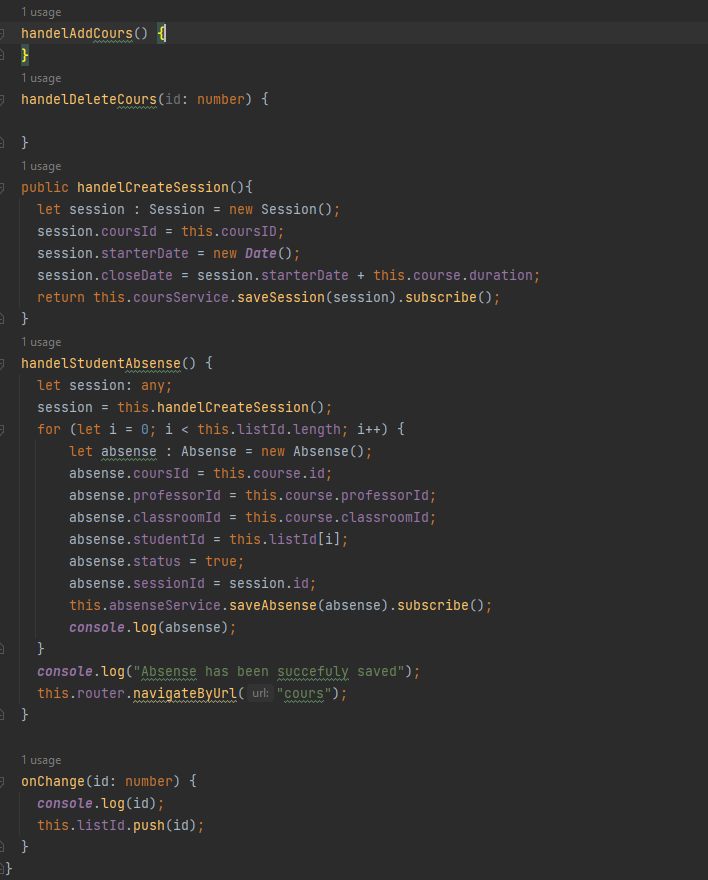 1 usage
handelAddCours() {
}
1 usage
handelDeleteCours(id: number) {
}
1 usage
public handelCreateSession(){
let session : Session = new Session();
session.coursId = this.coursID;
session.starterDate = new Date();
session.closeDate = session.starterDate + this.course.duration;
return this.coursService.saveSession(session).subscribe();
}
1 usage
handelStudentAbsense() {
let session: any;
session = this.handelCreateSession();
for (let i = 0; i < this.listId.length; i++) {
let absense : Absense = new Absense();
absense.coursId = this.course.id;
absense.professorId = this.course.professorId;
absense.classroomId = this.course.classroomId;
absense.studentId = this.listId[i];
absense.status = true;
absense.sessionId = session.id;
this.absenseService.saveAbsense(absense).subscribe();
console.log(absense);
}
console.log("Absense has been succefuly saved");
this.router.navigateByUrl( url: "cours");
}
1 usage
onChange(id: number) {
console.log(id);
this.listId.push(id);
}
}